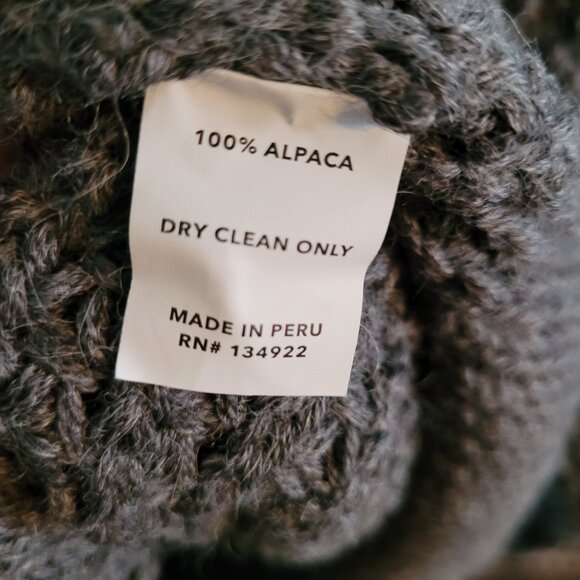 100% ALPACA
DRY CLEAN ONLY
MADE IN PERU
RN# 134922